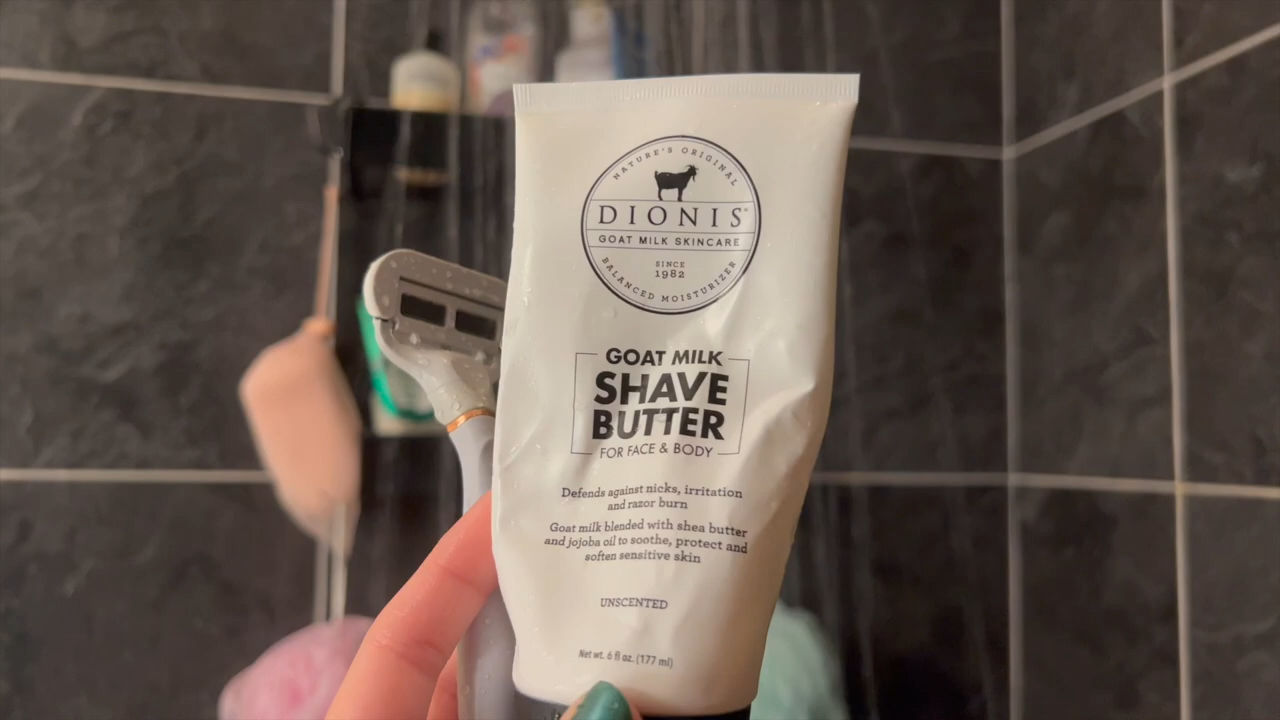 NATURE'S ORIGINAL
DIONIS
GOAT MILK SKINCARE
SINCE
1982
BALANCED MOISTURIZER
GOAT MILK
SHAVE
BUTTER
FOR FACE & BODY
Defends against nicks, irritation
and razor burn
Goat milk blended with shea butter
and jojoba oil to soothe, protect and
soften sensitive skin
UNSCENTED
Net wt. 6 fl oz. (177 ml)